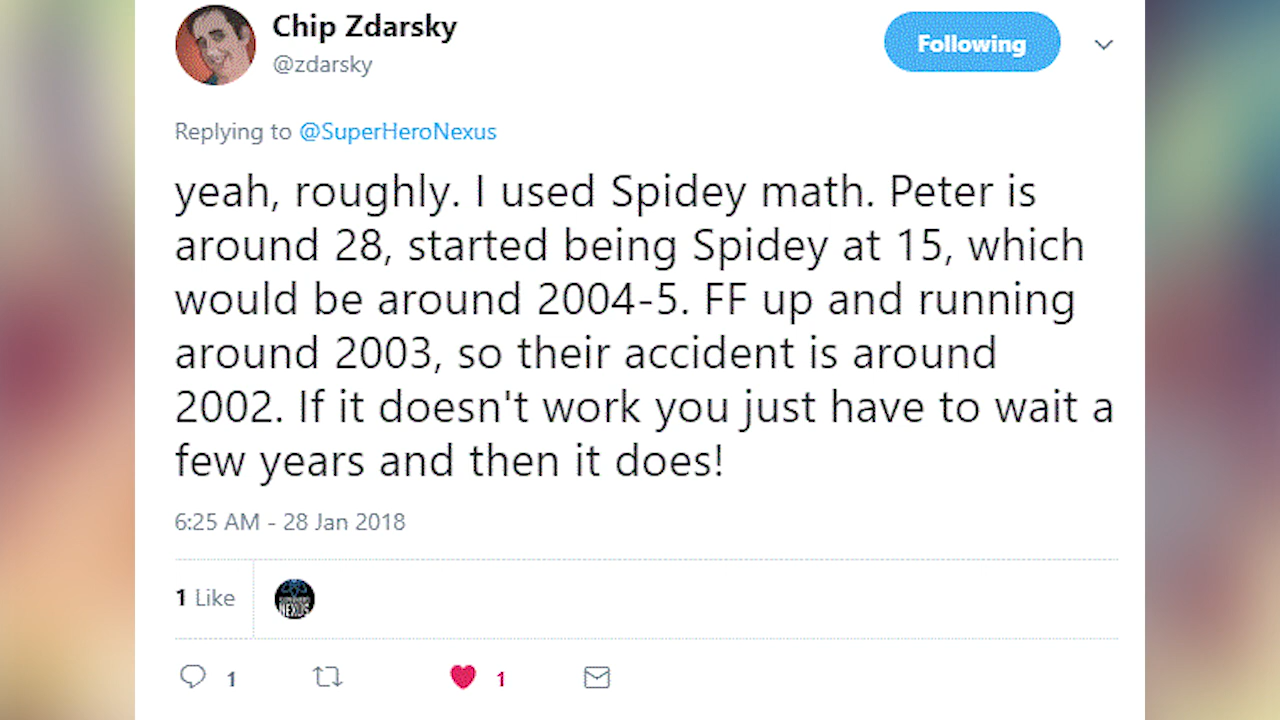 Chip Zdarsky
@zdarsky
Following
Replying to @SuperHeroNexus
yeah, roughly. I used Spidey math. Peter is
around 28, started being Spidey at 15, which
would be around 2004-5. FF up and running
around 2003, so their accident is around
2002. If it doesn't work you just have to wait a
few years and then it does!
6:25 AM - 28 Jan 2018
1 Like
NEXUS
1
1